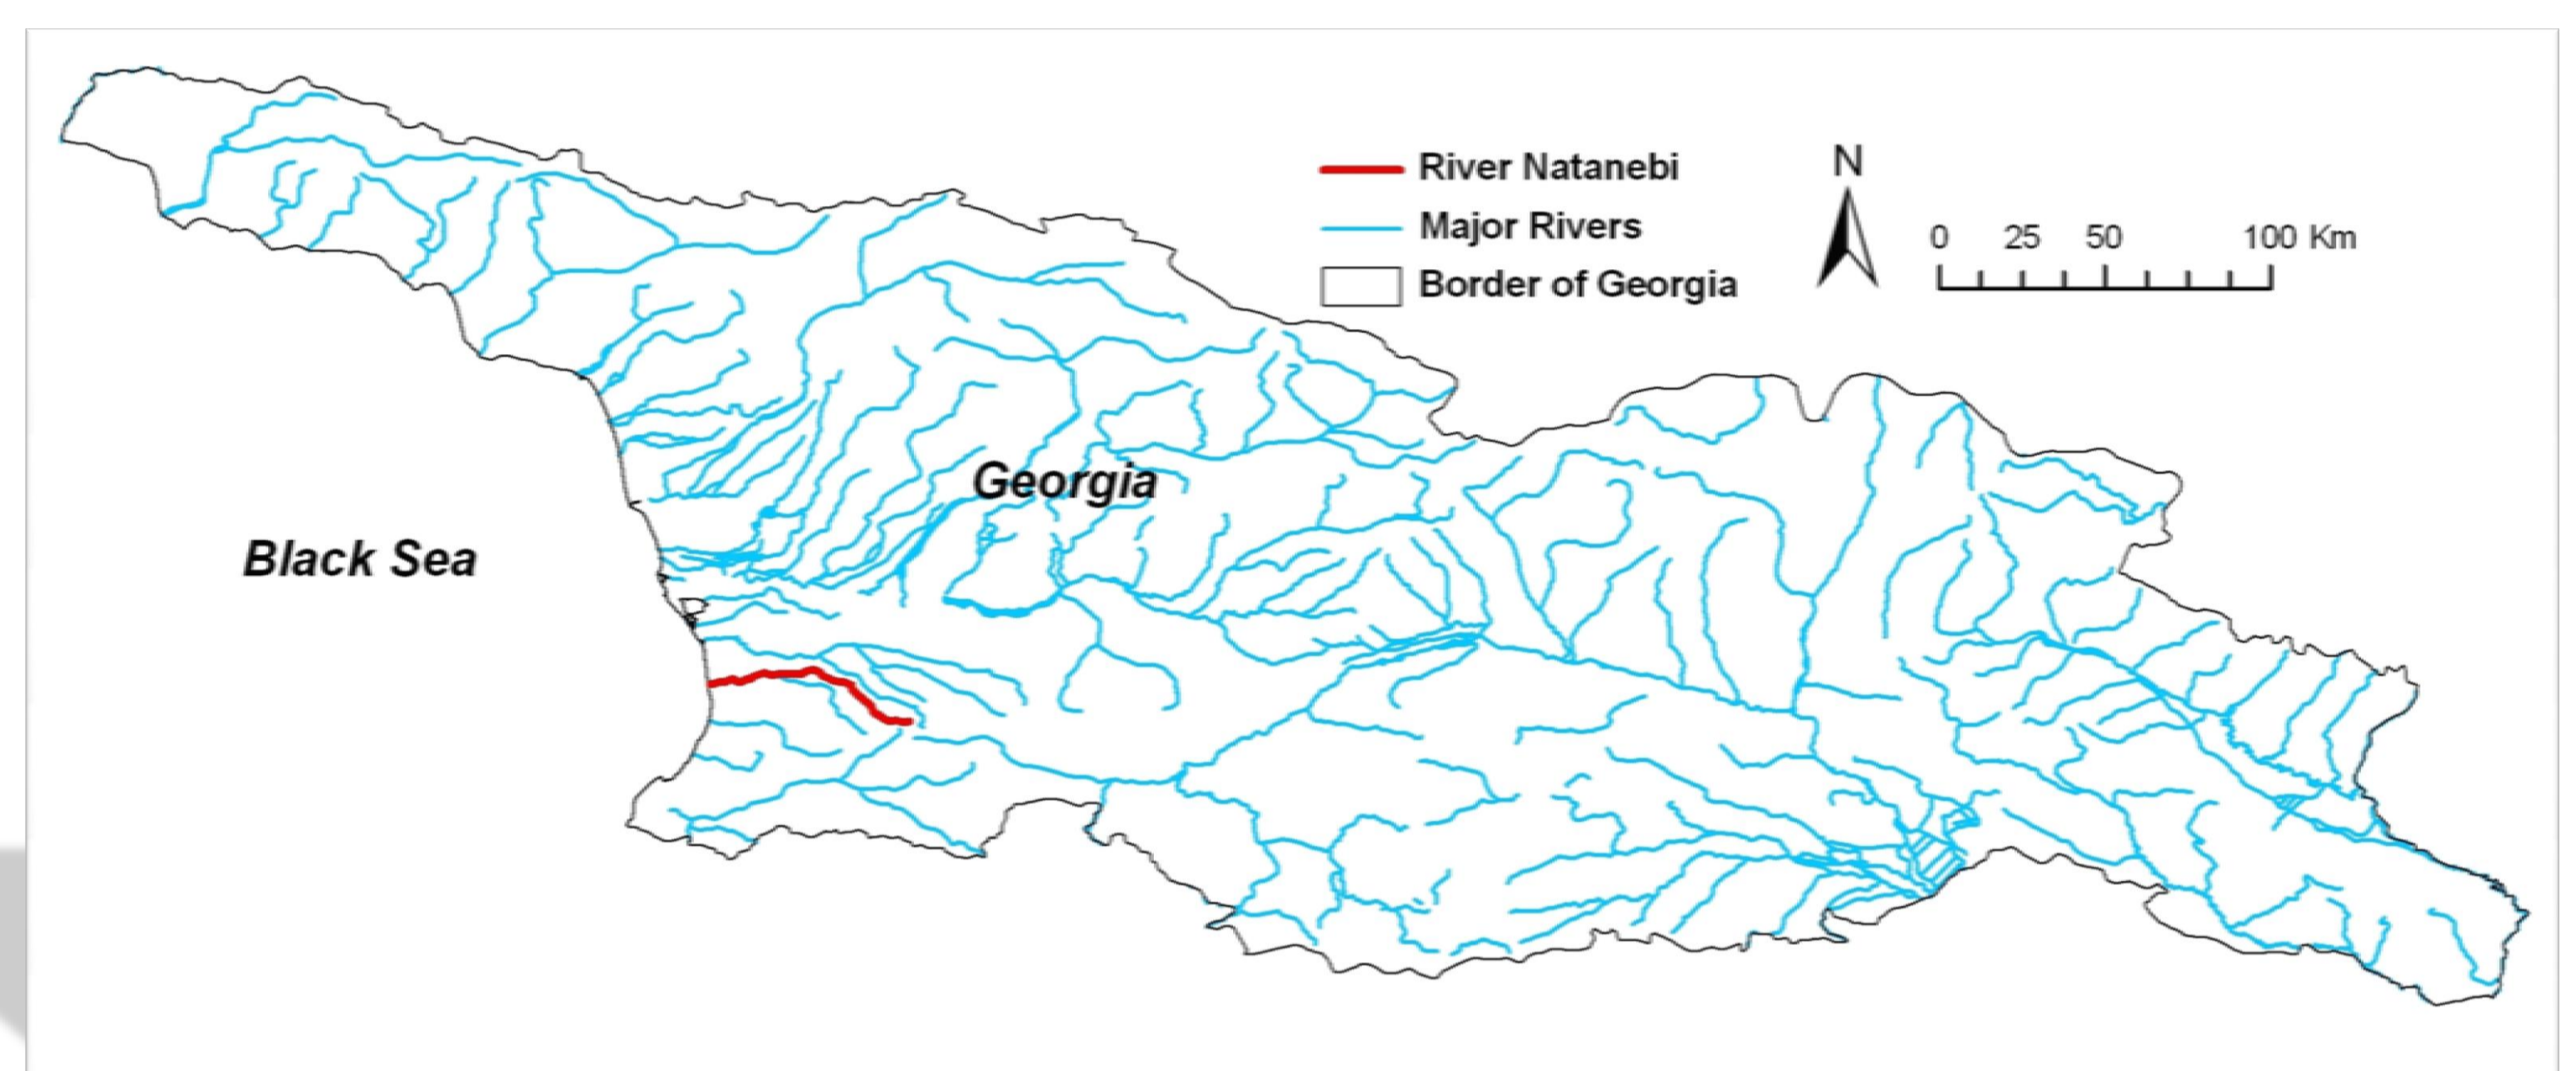 River Natanebi
Major Rivers
Border of Georgia
N
0 25 50 100 Km
Georgia
Black Sea